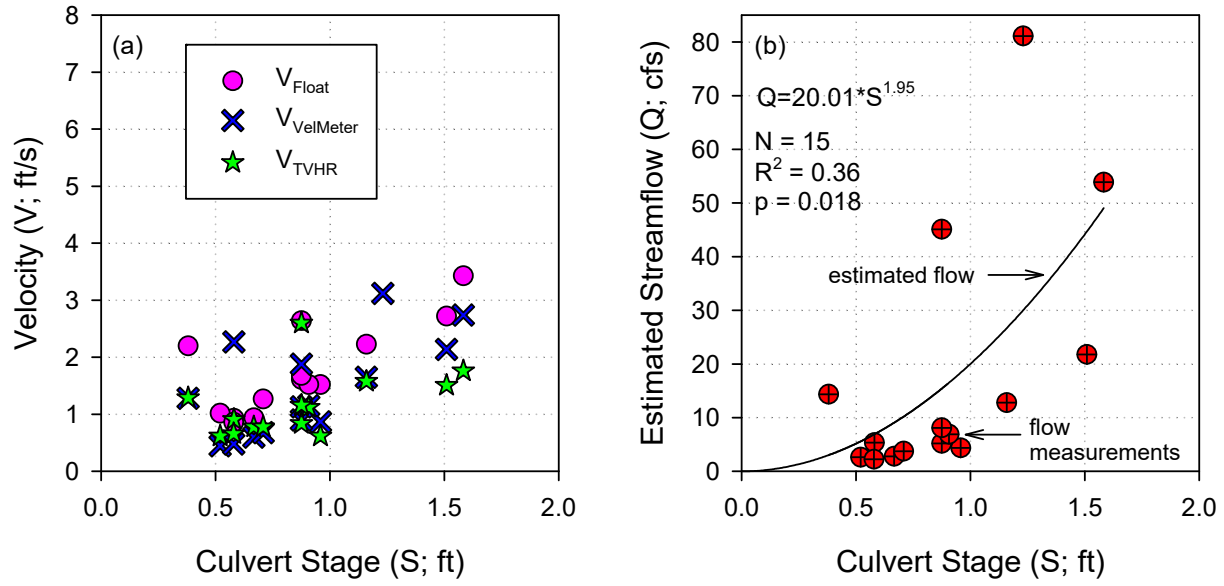 (a)
V_Float
V_VelMeter
V_TVHR
Velocity (V; ft/s)
8
7
6
5
4
3
2
1
0
0.0 0.5 1.0 1.5 2.0
Culvert Stage (S; ft)
(b)
Q=20.01*S^1.95
N = 15
R² = 0.36
p = 0.018
estimated flow
flow
measurements
Estimated Streamflow (Q; cfs)
80
70
60
50
40
30
20
10
0
0.0 0.5 1.0 1.5 2.0
Culvert Stage (S; ft)